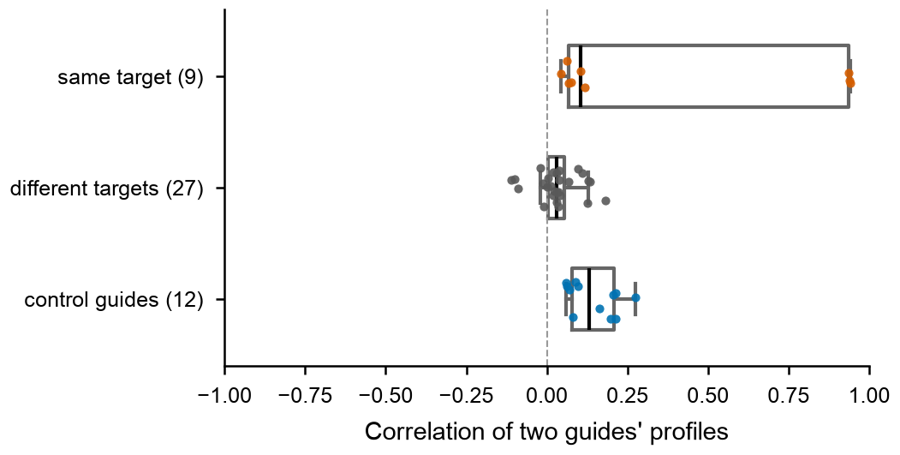 same target (9)
different targets (27)
control guides (12)
−1.00 −0.75 −0.50 −0.25 0.00 0.25 0.50 0.75 1.00
Correlation of two guides' profiles